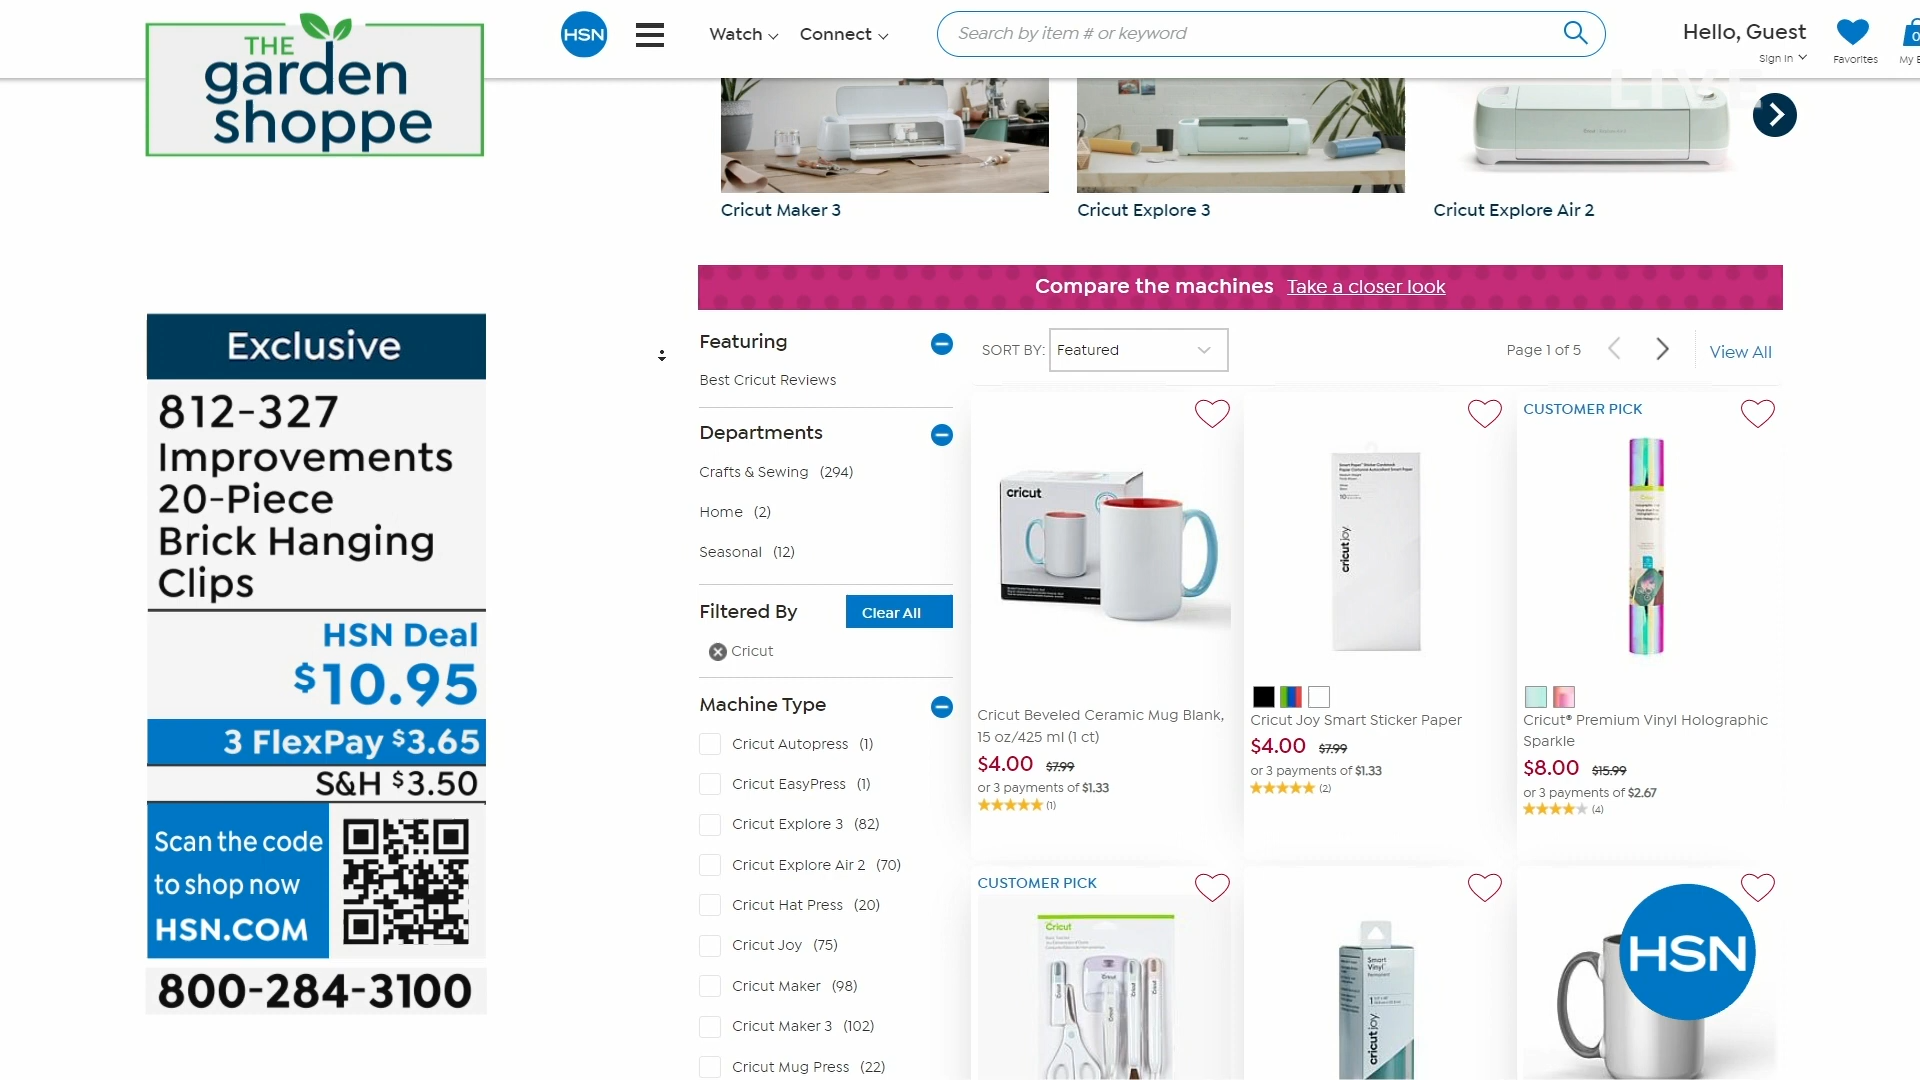 THE
garden
shoppe
HSN
Watch
Connect
Search by item # or keyword
Hello, Guest
Sign In
Favorites
0
LIVE
Cricut Maker 3
Cricut Explore 3
Cricut Explore Air 2
Compare the machines Take a closer look
Exclusive
812-327
Improvements
20-Piece
Brick Hanging
Clips
HSN Deal
$10.95
3 FlexPay $3.65
S&H $3.50
Scan the code
to shop now
HSN.COM
800-284-3100
Featuring
Best Cricut Reviews
Departments
Crafts & Sewing (294)
Home (2)
Seasonal (12)
Filtered By
Clear All
Cricut
Machine Type
Cricut Autopress (1)
Cricut EasyPress (1)
Cricut Explore 3 (82)
Cricut Explore Air 2 (70)
Cricut Hat Press (20)
Cricut Joy (75)
Cricut Maker (98)
Cricut Maker 3 (102)
Cricut Mug Press (22)
SORT BY: Featured
Page 1 of 5
View All
cricut
Cricut Beveled Ceramic Mug Blank,
15 oz/425 ml (1 ct)
$4.00 $7.99
or 3 payments of $1.33
(1)
cricut joy
Cricut Joy Smart Sticker Paper
$4.00 $7.99
or 3 payments of $1.33
(2)
CUSTOMER PICK
Cricut® Premium Vinyl Holographic
Sparkle
$8.00 $15.99
or 3 payments of $2.67
(4)
CUSTOMER PICK
Cricut
Smart
Vinyl
cricut joy
HSN